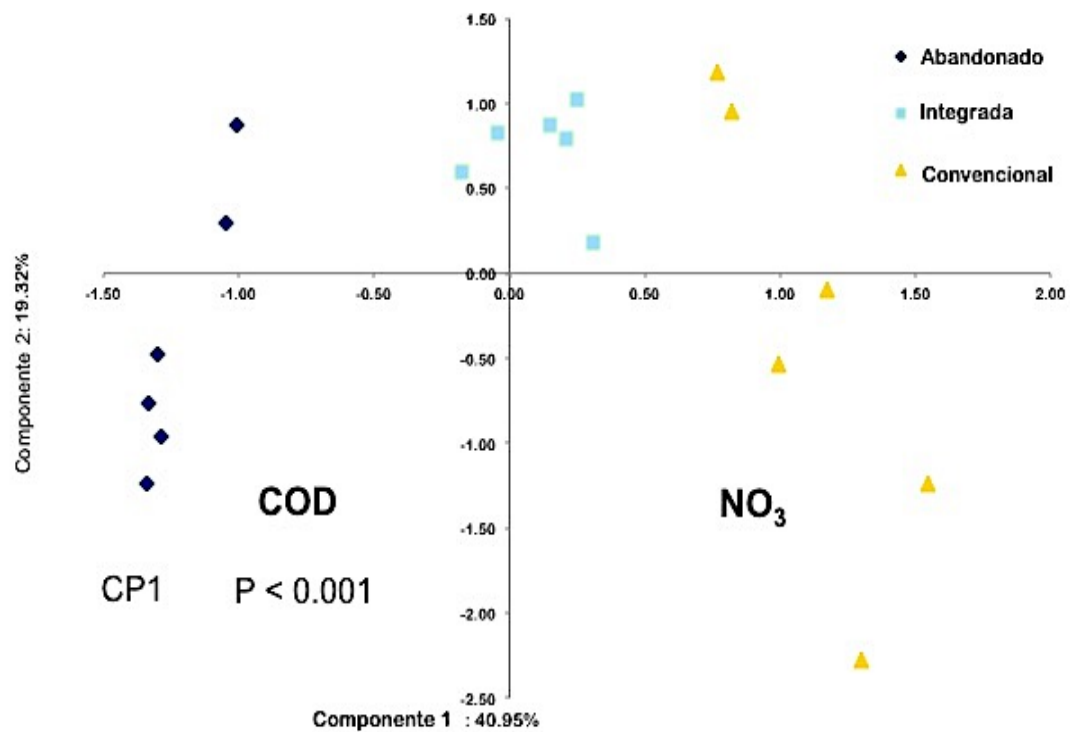 1.50
Abandonado
1.00
Integrada
Convencional
0.50
0.00
-1.50 -1.00 -0.50 0.00 0.50 1.00 1.50 2.00
Componente 2: 19.32%
-0.50
-1.00
COD
NO₃
-1.50
CP1 P < 0.001
-2.00
-2.50
Componente 1 : 40.95%